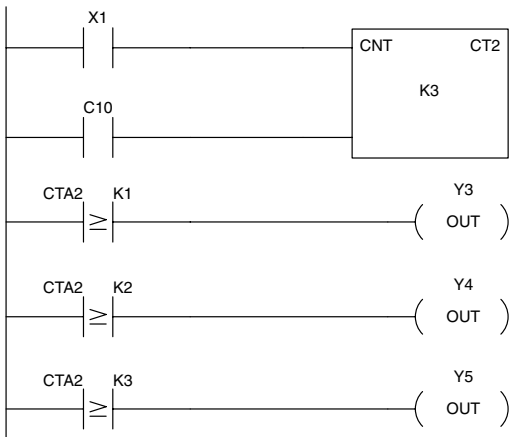 X1
CNT CT2
K3
C10
CTA2 ≥ K1
Y3
OUT
CTA2 ≥ K2
Y4
OUT
CTA2 ≥ K3
Y5
OUT